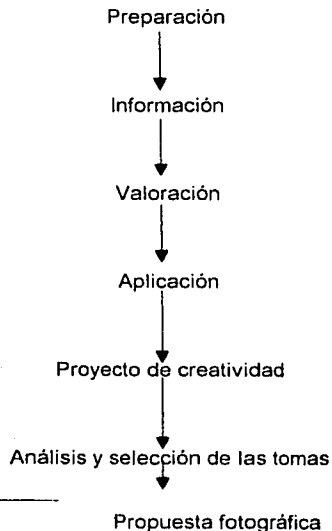 Preparación
Información
Valoración
Aplicación
Proyecto de creatividad
Análisis y selección de las tomas
Propuesta fotográfica